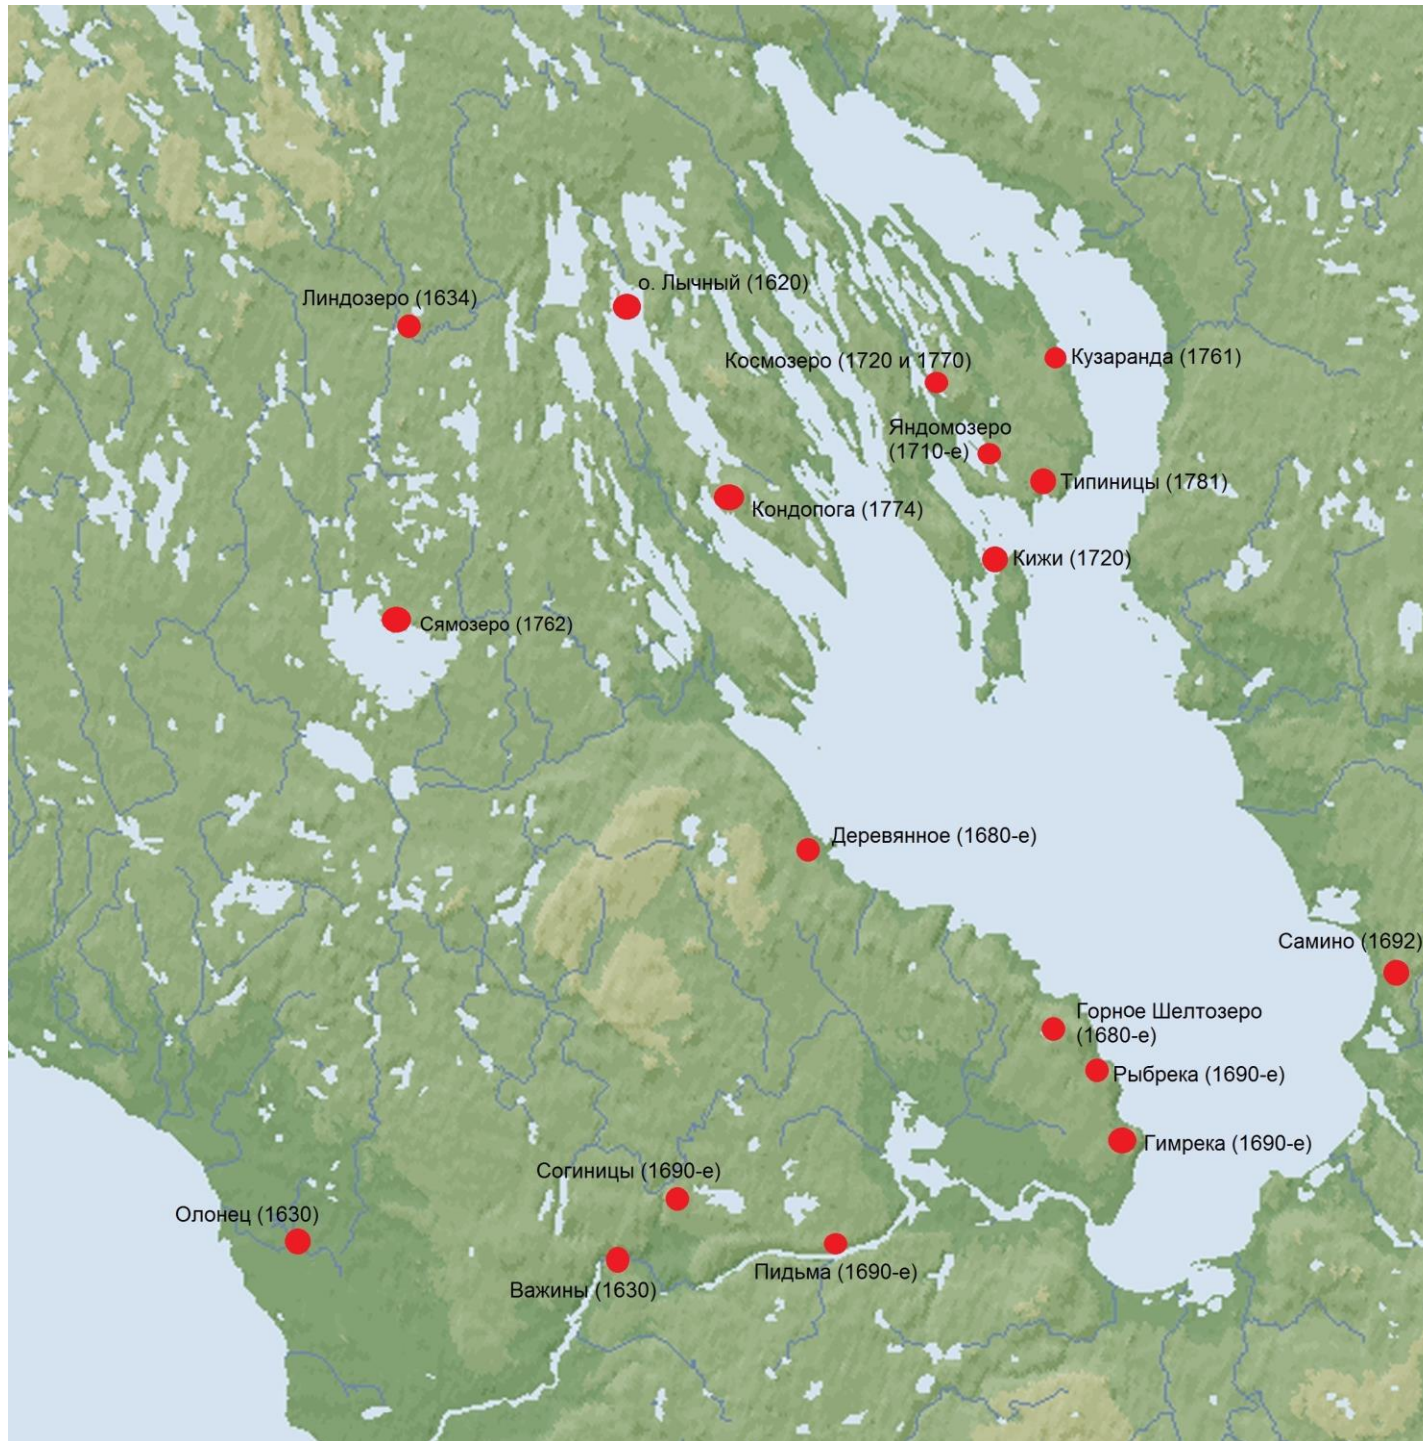 о. Лычный (1620)
Линдозеро (1634)
Космозеро (1720 и 1770)
Кузаранда (1761)
Яндомозеро
(1710-е)
Типиницы (1781)
Кондопога (1774)
Кижи (1720)
Сямозеро (1762)
Деревянное (1680-е)
Самино (1692)
Горное Шелтозеро
(1680-е)
Рыбрека (1690-е)
Гимрека (1690-е)
Согиницы (1690-е)
Олонец (1630)
Пидьма (1690-е)
Важины (1630)